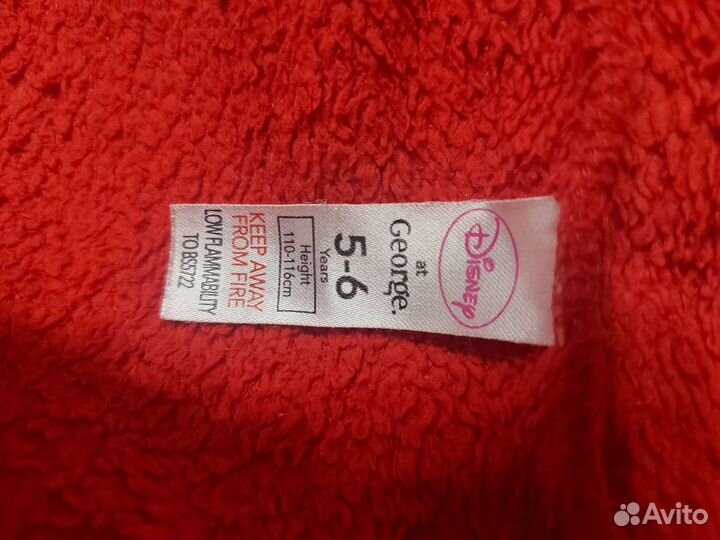 Disney
at
George.
5-6
Years
Height
110-116cm
KEEP AWAY
FROM FIRE
LOW FLAMMABILITY
TO BS5722
Avito